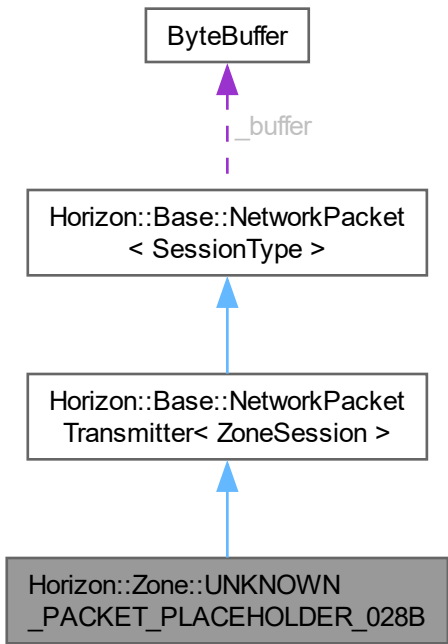 ByteBuffer
_buffer
Horizon::Base::NetworkPacket
< SessionType >
Horizon::Base::NetworkPacket
Transmitter< ZoneSession >
Horizon::Zone::UNKNOWN
_PACKET_PLACEHOLDER_028B